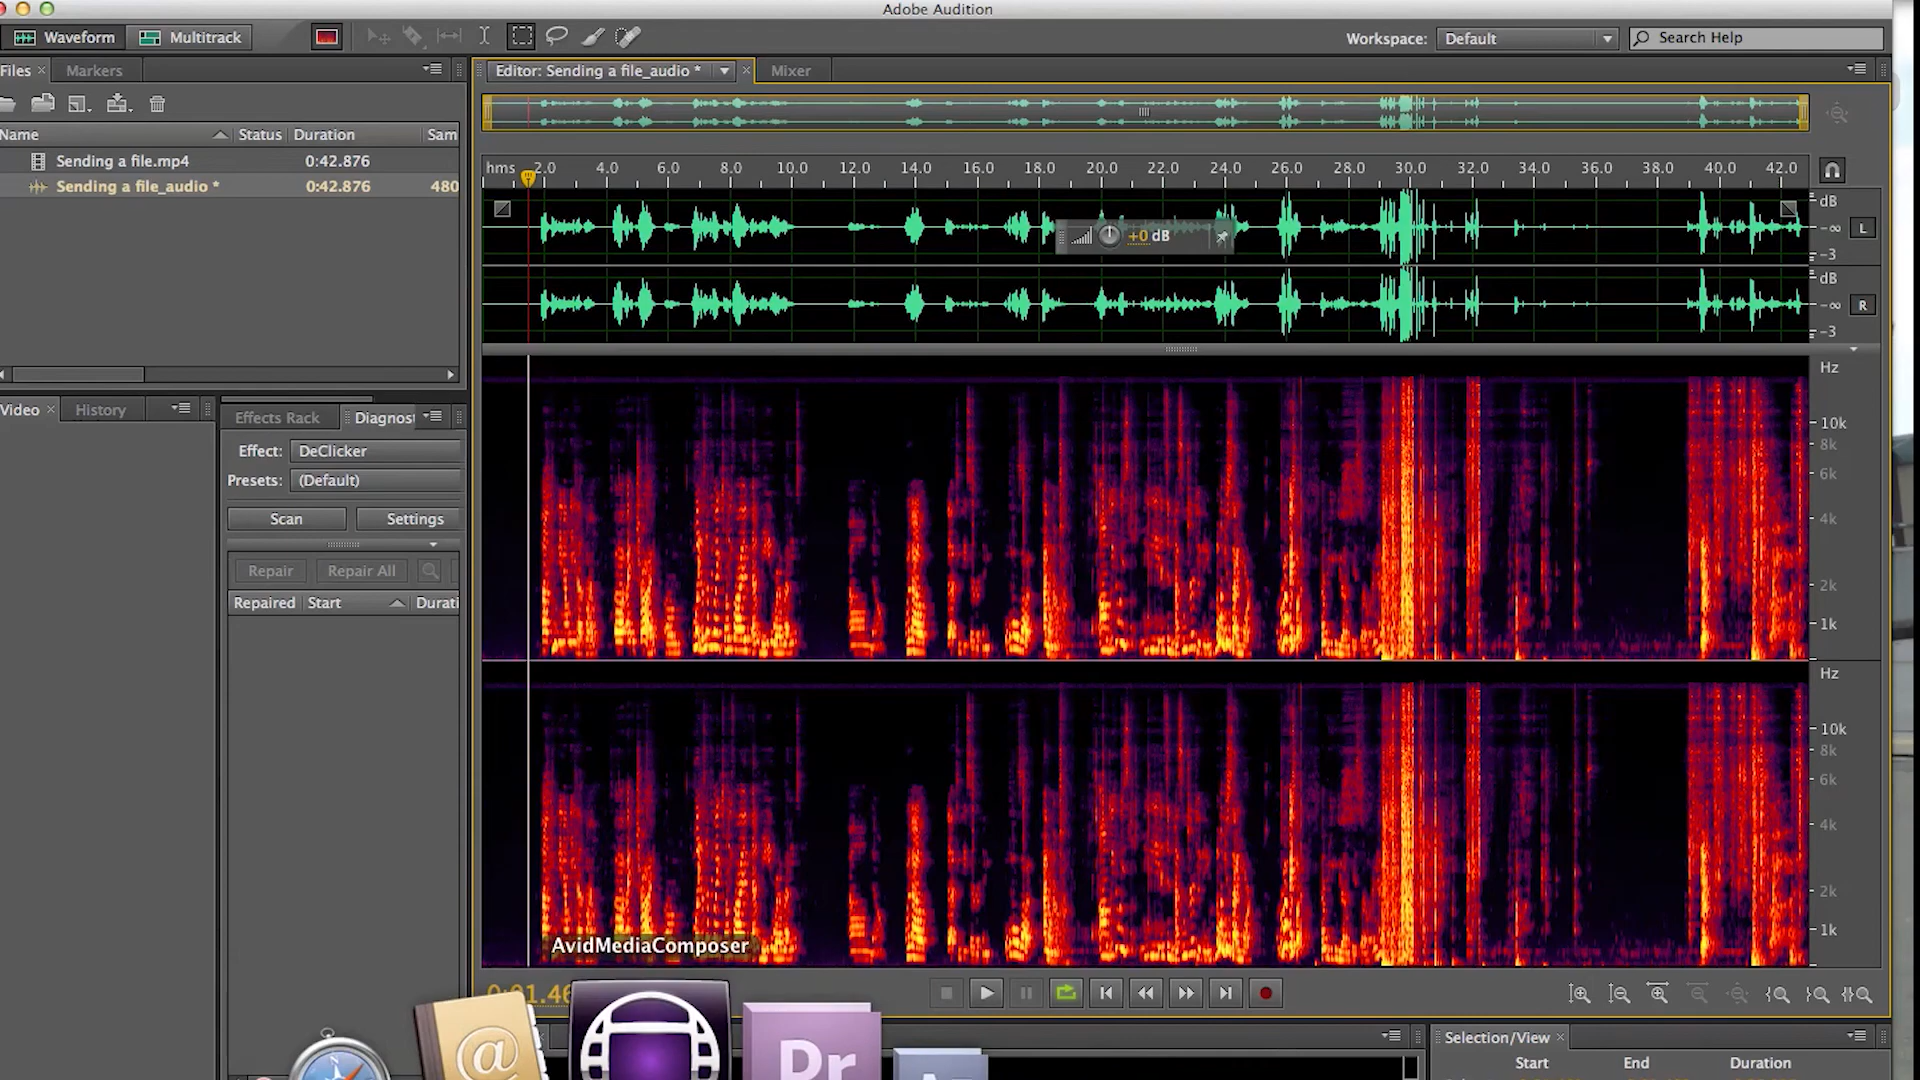 Adobe Audition
Waveform Multitrack Workspace: Default Search Help
Files Markers Editor: Sending a file_audio * Mixer
Name Status Duration Sam
Sending a file.mp4 0:42.876
Sending a file_audio * 0:42.876 480
hms 2.0 4.0 6.0 8.0 10.0 12.0 14.0 16.0 18.0 20.0 22.0 24.0 26.0 28.0 30.0 32.0 34.0 36.0 38.0 40.0 42.0
dB
-∞ L
-3
+0 dB
dB
-∞ R
-3
Hz
10k
8k
6k
4k
2k
1k
Hz
10k
8k
6k
4k
2k
1k
Video History
Effects Rack Diagnos
Effect: DeClicker
Presets: (Default)
Scan Settings
Repair Repair All
Repaired Start Durati
AvidMediaComposer
0:01.46
@
Pr
Selection/View
Start End Duration